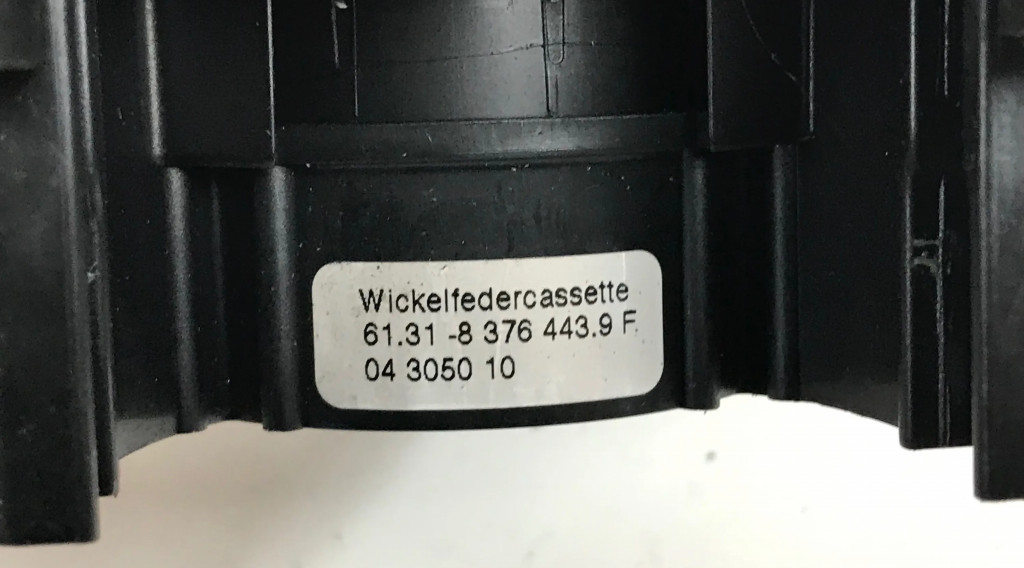 Wickelfedercassette
61.31 -8 376 443.9 F.
04 3050 10